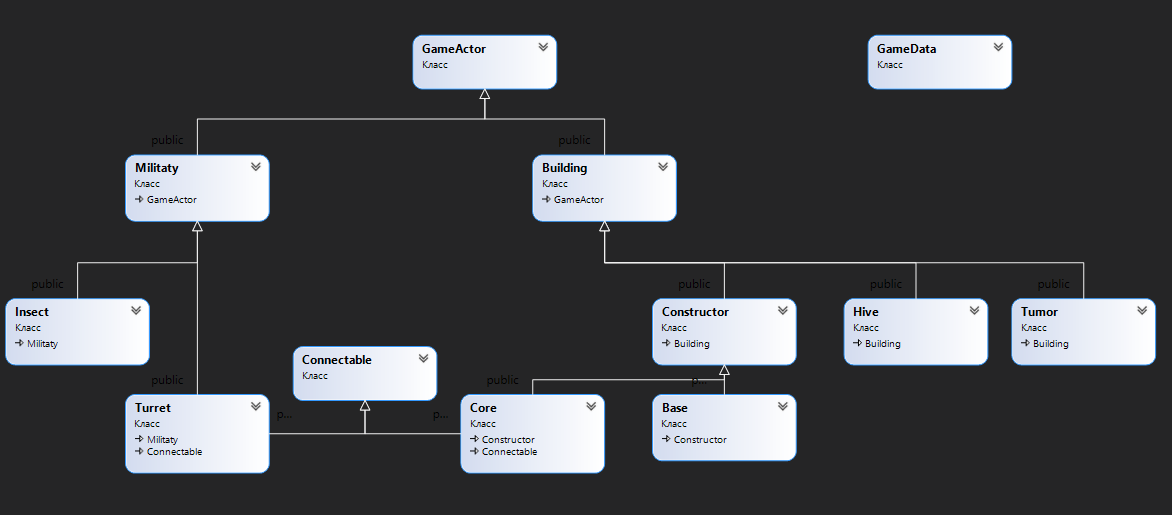 GameActor
Класс
GameData
Класс
public
public
Militaty
Класс
GameActor
Building
Класс
GameActor
public
public
public
public
Insect
Класс
Militaty
Constructor
Класс
Building
Hive
Класс
Building
Tumor
Класс
Building
Connectable
Класс
public
public
p...
Turret
Класс
Militaty
Connectable
p...
p...
Core
Класс
Constructor
Connectable
Base
Класс
Constructor